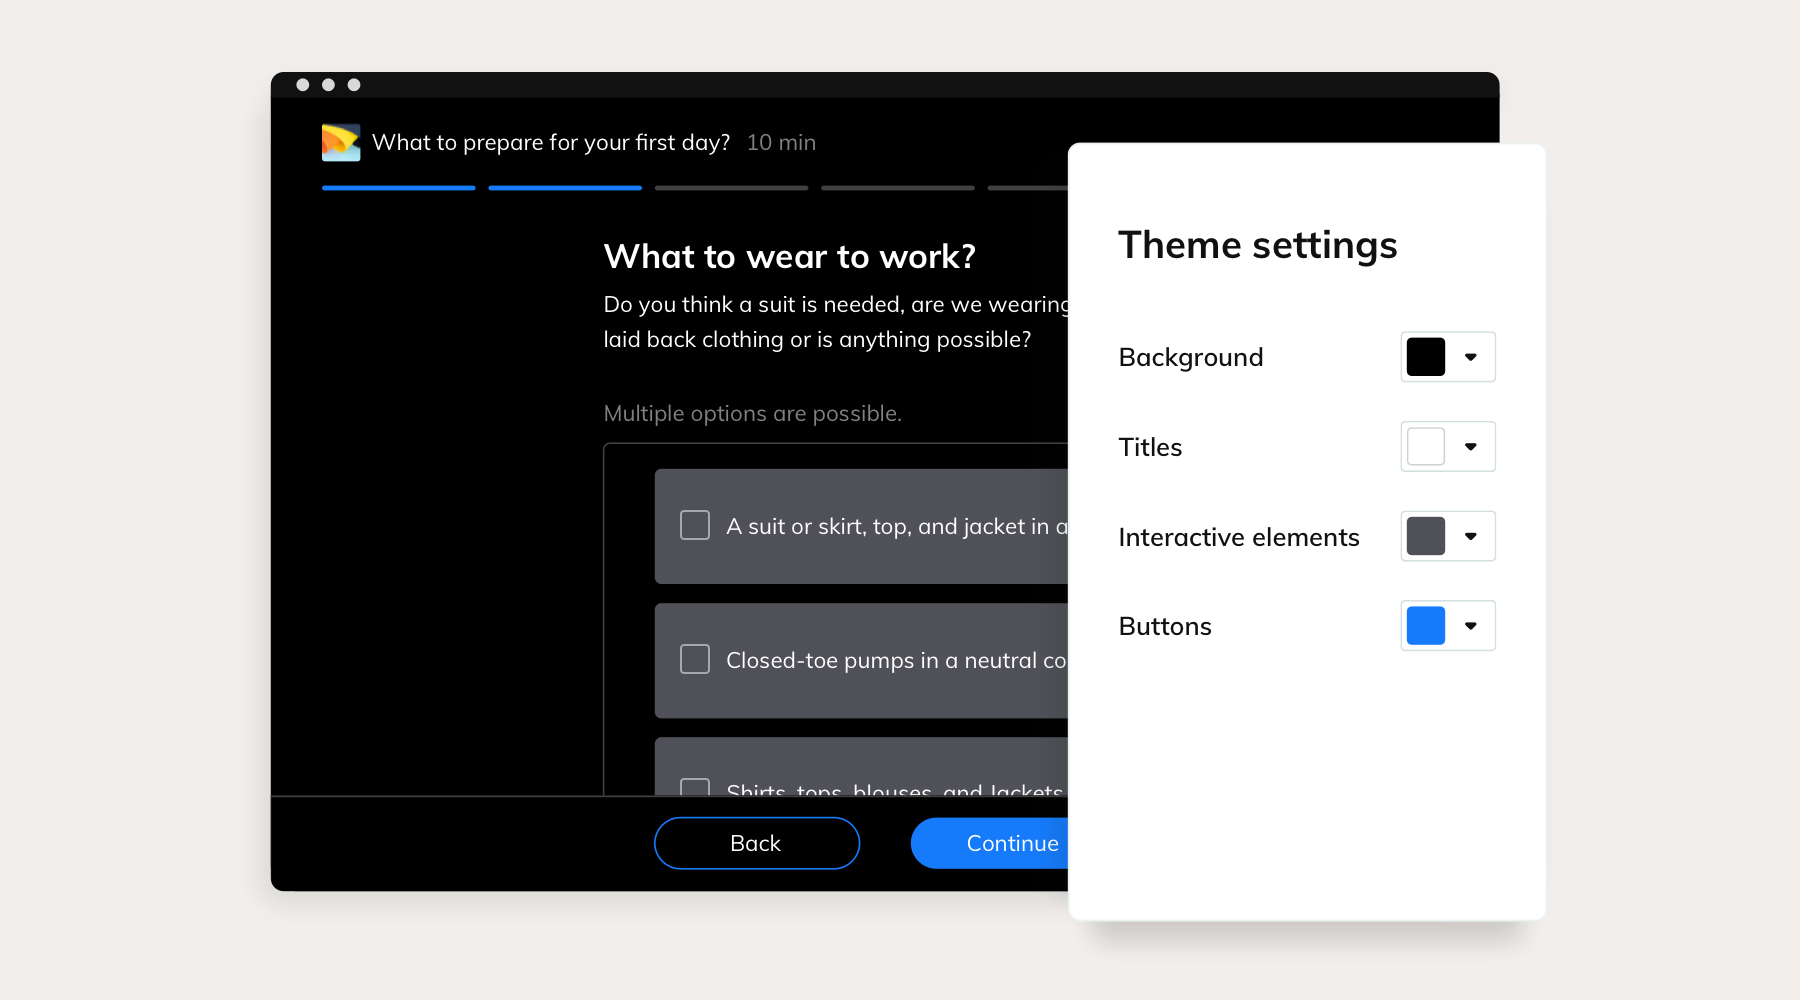 What to prepare for your first day? 10 min
What to wear to work?
Do you think a suit is needed, are we wearing
laid back clothing or is anything possible?
Multiple options are possible.
A suit or skirt, top, and jacket in a
Closed-toe pumps in a neutral co
Shirts, tops, blouses, and Jackets
Back
Continue
Theme settings
Background
Titles
Interactive elements
Buttons